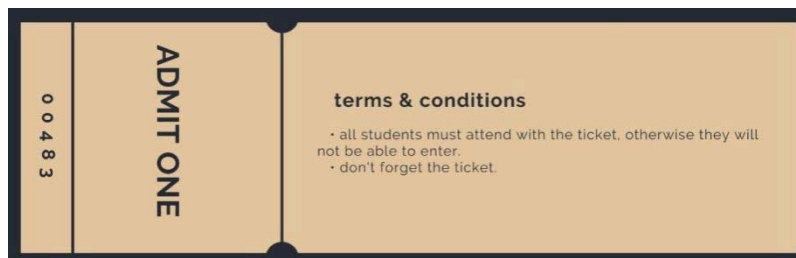 00483
ADMIT ONE
terms & conditions
• all students must attend with the ticket, otherwise they will
not be able to enter.
• don't forget the ticket.